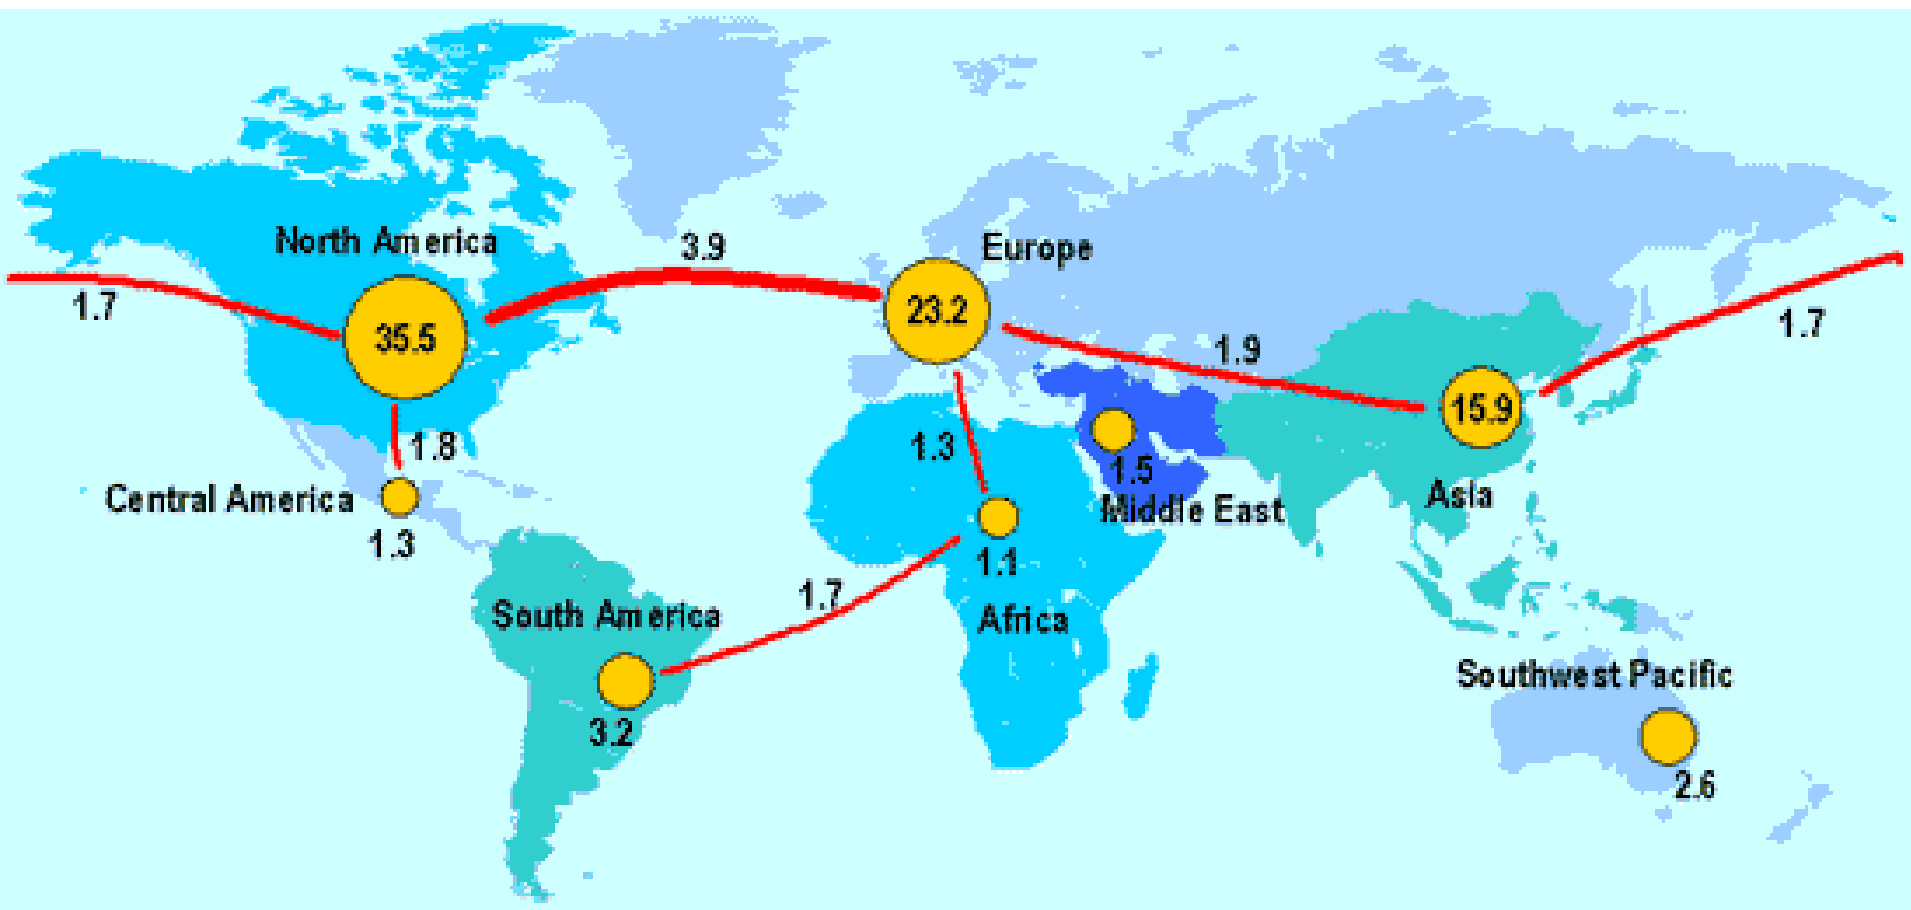 North America
3.9
Europe
1.7
35.5
23.2
1.9
1.7
15.9
1.8
1.3
1.5
Central America
Middle East
Asia
1.3
1.1
1.7
South America
Africa
3.2
Southwest Pacific
2.6